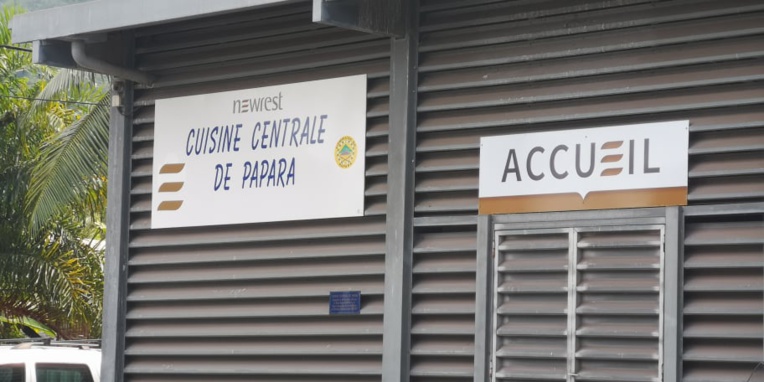 newrest
CUISINE CENTRALE
DE PAPARA
ACCUEIL